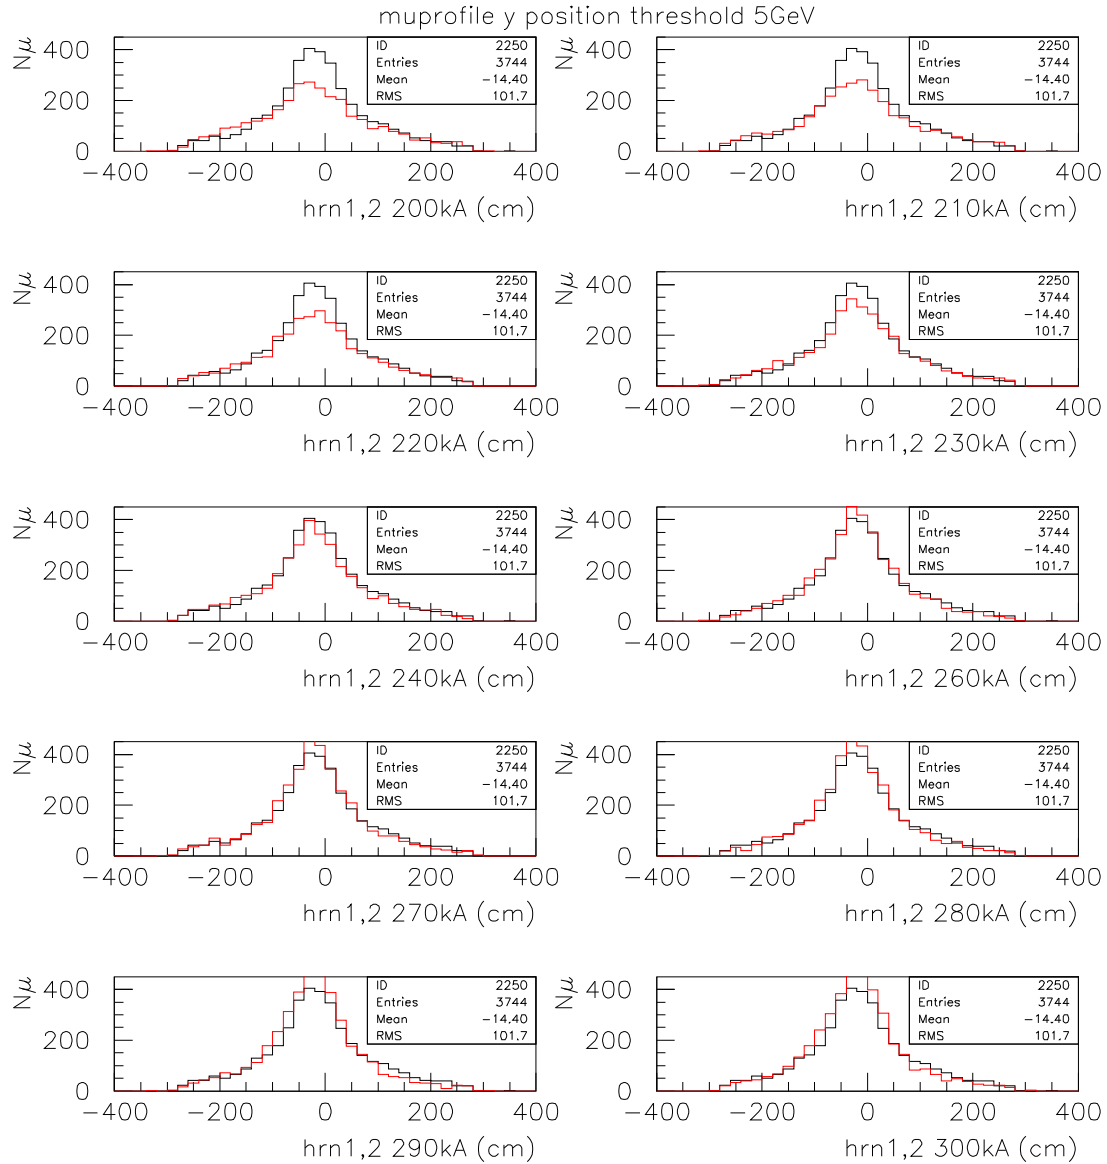 muprofile y position threshold 5GeV
Nμ
400
200
0
ID 2250
Entries 3744
Mean −14.40
RMS 101.7
−400 −200 0 200 400
hrn1,2 200kA (cm)
Nμ
400
200
0
ID 2250
Entries 3744
Mean −14.40
RMS 101.7
−400 −200 0 200 400
hrn1,2 210kA (cm)
Nμ
400
200
0
ID 2250
Entries 3744
Mean −14.40
RMS 101.7
−400 −200 0 200 400
hrn1,2 220kA (cm)
Nμ
400
200
0
ID 2250
Entries 3744
Mean −14.40
RMS 101.7
−400 −200 0 200 400
hrn1,2 230kA (cm)
Nμ
400
200
0
ID 2250
Entries 3744
Mean −14.40
RMS 101.7
−400 −200 0 200 400
hrn1,2 240kA (cm)
Nμ
400
200
0
ID 2250
Entries 3744
Mean −14.40
RMS 101.7
−400 −200 0 200 400
hrn1,2 260kA (cm)
Nμ
400
200
0
ID 2250
Entries 3744
Mean −14.40
RMS 101.7
−400 −200 0 200 400
hrn1,2 270kA (cm)
Nμ
400
200
0
ID 2250
Entries 3744
Mean −14.40
RMS 101.7
−400 −200 0 200 400
hrn1,2 280kA (cm)
Nμ
400
200
0
ID 2250
Entries 3744
Mean −14.40
RMS 101.7
−400 −200 0 200 400
hrn1,2 290kA (cm)
Nμ
400
200
0
ID 2250
Entries 3744
Mean −14.40
RMS 101.7
−400 −200 0 200 400
hrn1,2 300kA (cm)